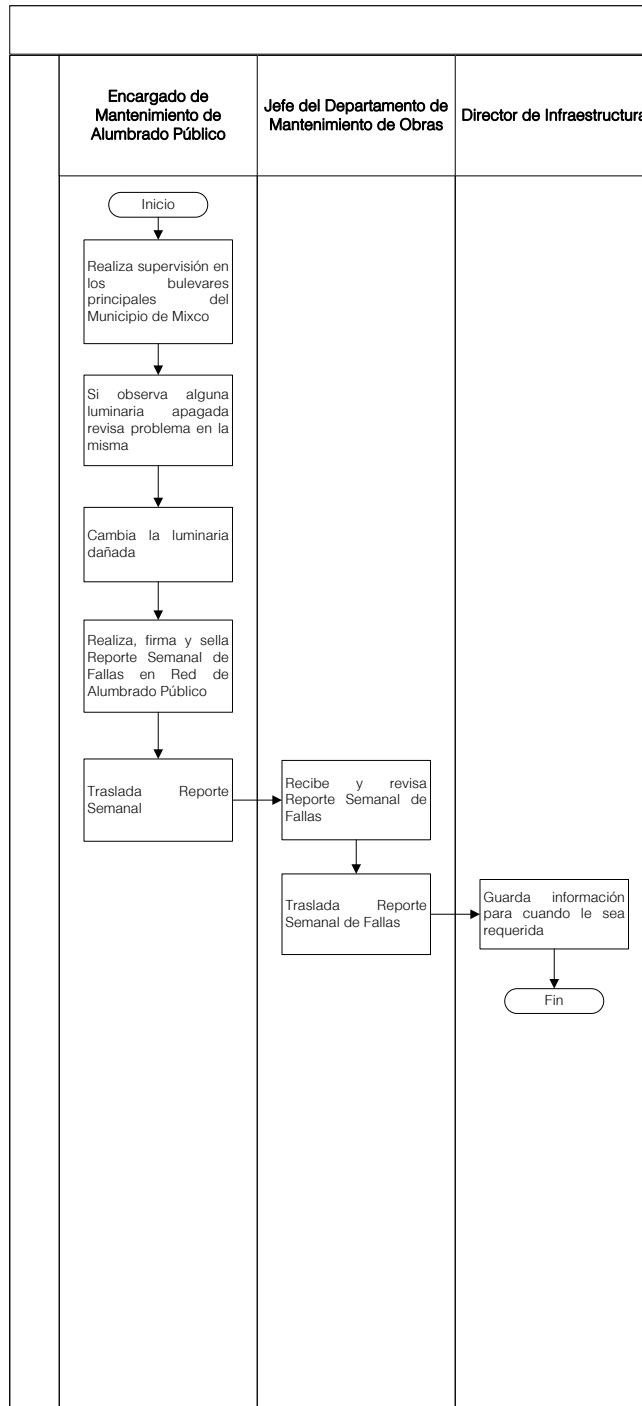 Encargado de
Mantenimiento de
Alumbrado Público
Jefe del Departamento de
Mantenimiento de Obras
Director de Infraestructura
Inicio
Realiza supervisión en
los bulevares
principales del
Municipio de Mixco
Si observa alguna
luminaria apagada
revisa problema en la
misma
Cambia la luminaria
dañada
Realiza, firma y sella
Reporte Semanal de
Fallas en Red de
Alumbrado Público
Traslada Reporte
Semanal
Recibe y revisa
Reporte Semanal de
Fallas
Traslada Reporte
Semanal de Fallas
Guarda información
para cuando le sea
requerida
Fin